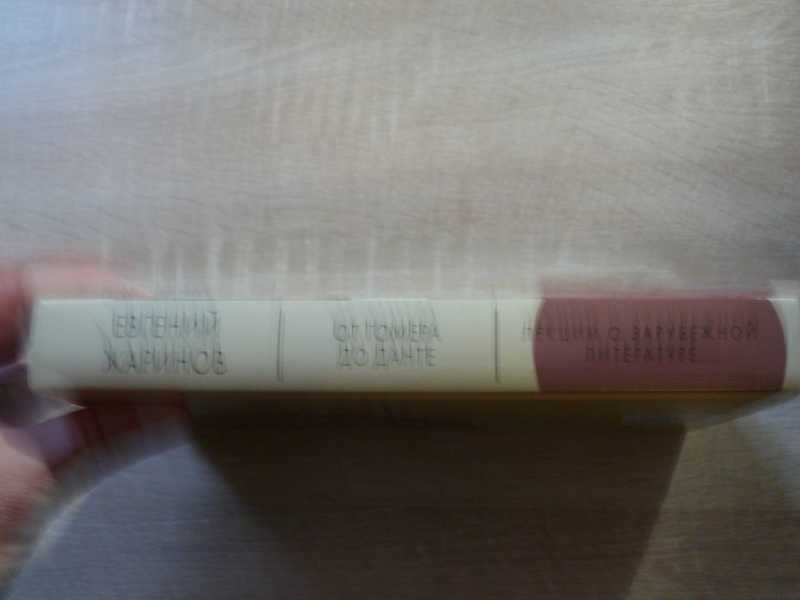 ЕВГЕНИЙ
ЖАРИНОВ
ОТ ГОМЕРА
ДО ДАНТЕ
ЛЕКЦИИ О ЗАРУБЕЖНОЙ
ЛИТЕРАТУРЕ